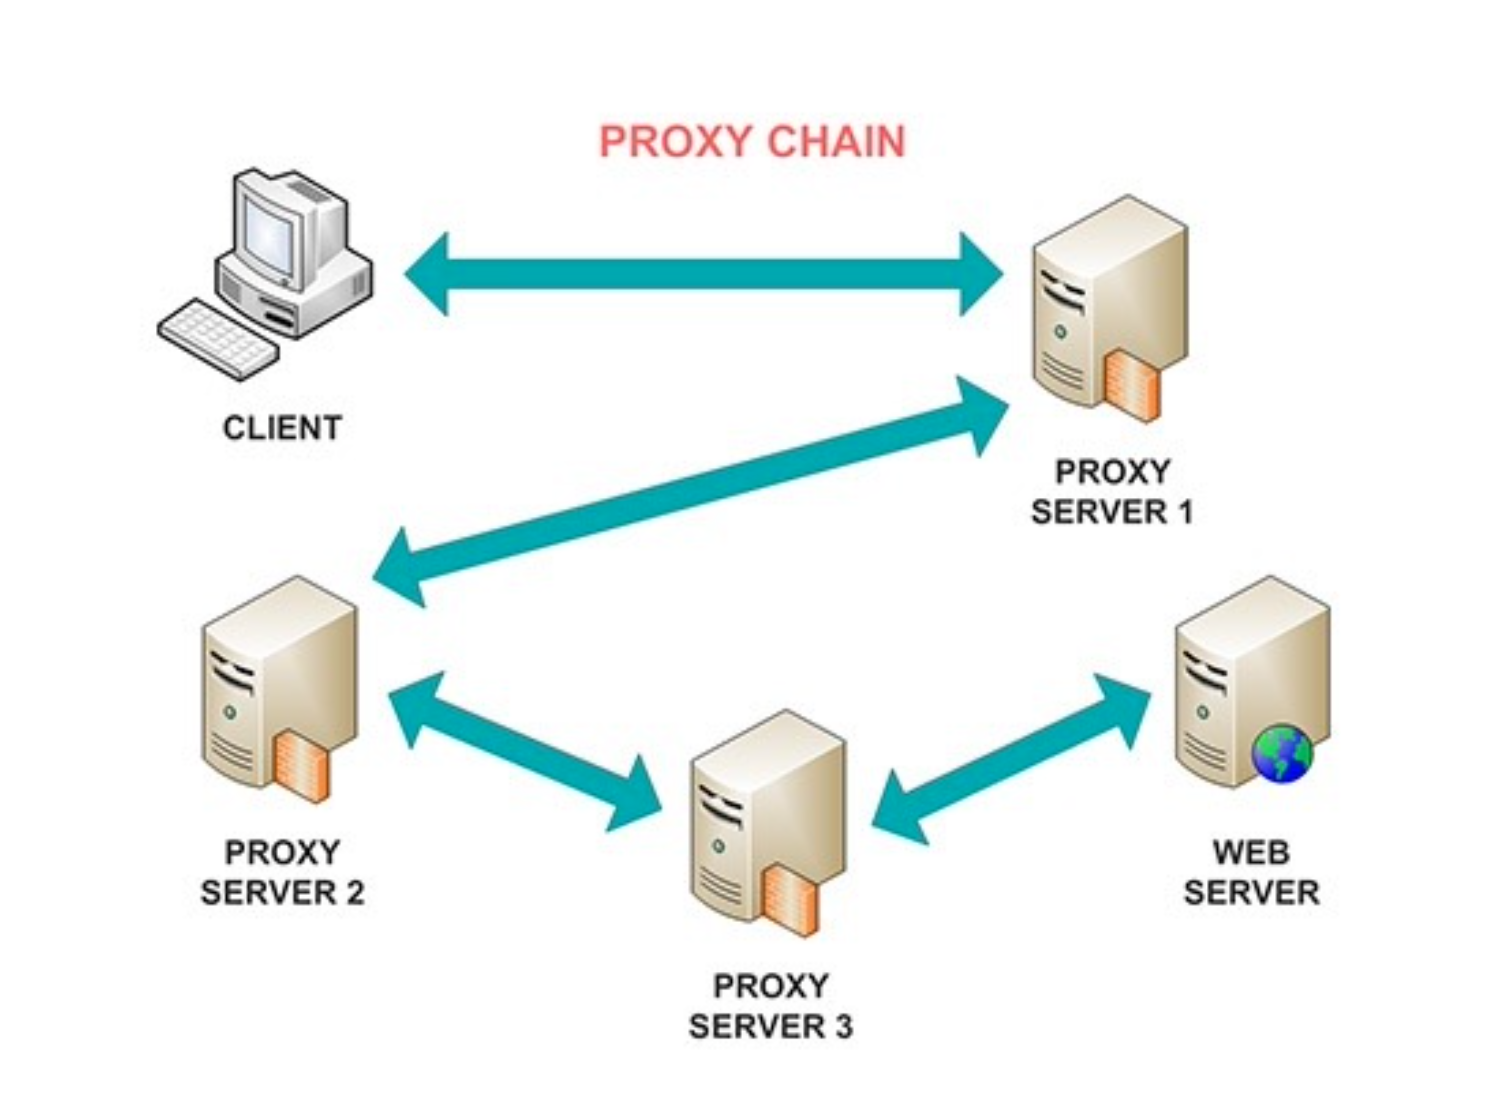 PROXY CHAIN
CLIENT
PROXY
SERVER 1
PROXY
SERVER 2
WEB
SERVER
PROXY
SERVER 3